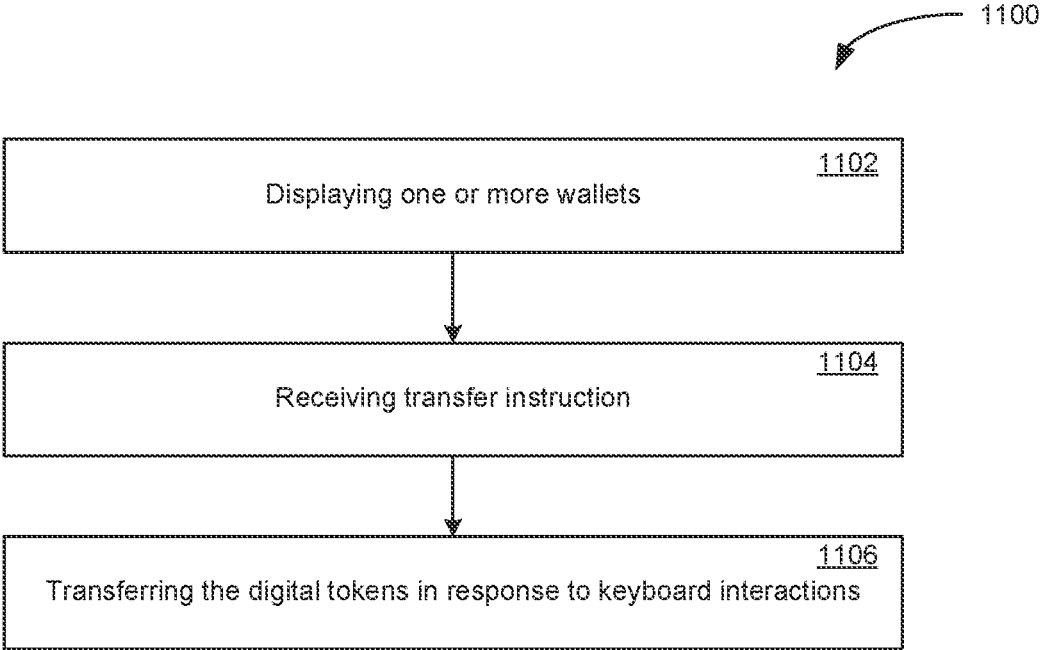 1100
1102
Displaying one or more wallets
1104
Receiving transfer instruction
1106
Transferring the digital tokens in response to keyboard interactions